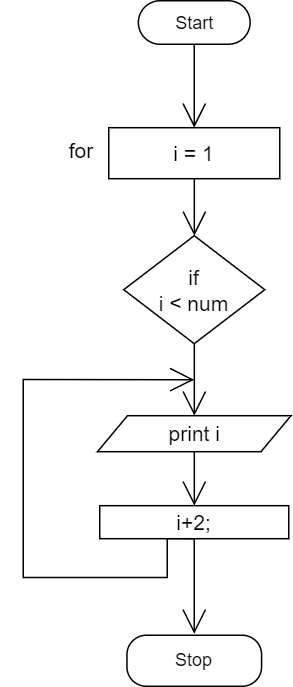 Start
for
i = 1
if
i < num
print i
i+2;
Stop